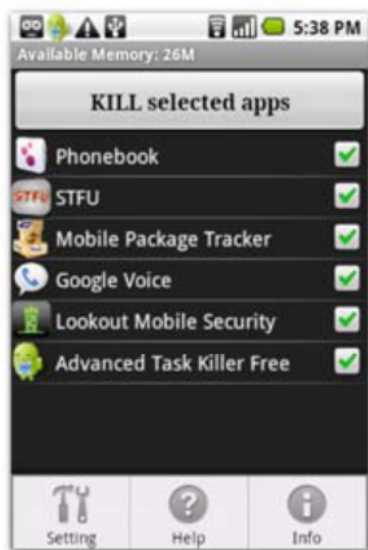 5:38 PM
Available Memory: 26M
KILL selected apps
Phonebook
STFU STFU
Mobile Package Tracker
Google Voice
Lookout Mobile Security
Advanced Task Killer Free
Setting Help Info